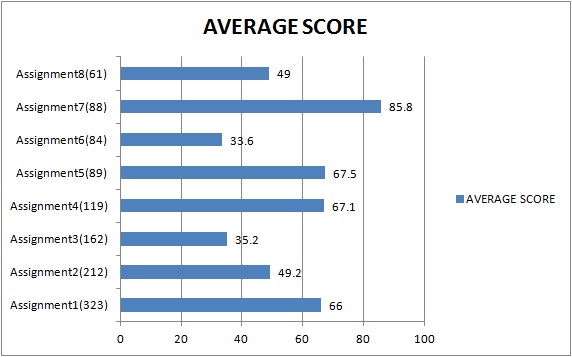 AVERAGE SCORE
Assignment8(61) 49
Assignment7(88) 85.8
Assignment6(84) 33.6
Assignment5(89) 67.5
Assignment4(119) 67.1
Assignment3(162) 35.2
Assignment2(212) 49.2
Assignment1(323) 66
0 20 40 60 80 100
AVERAGE SCORE